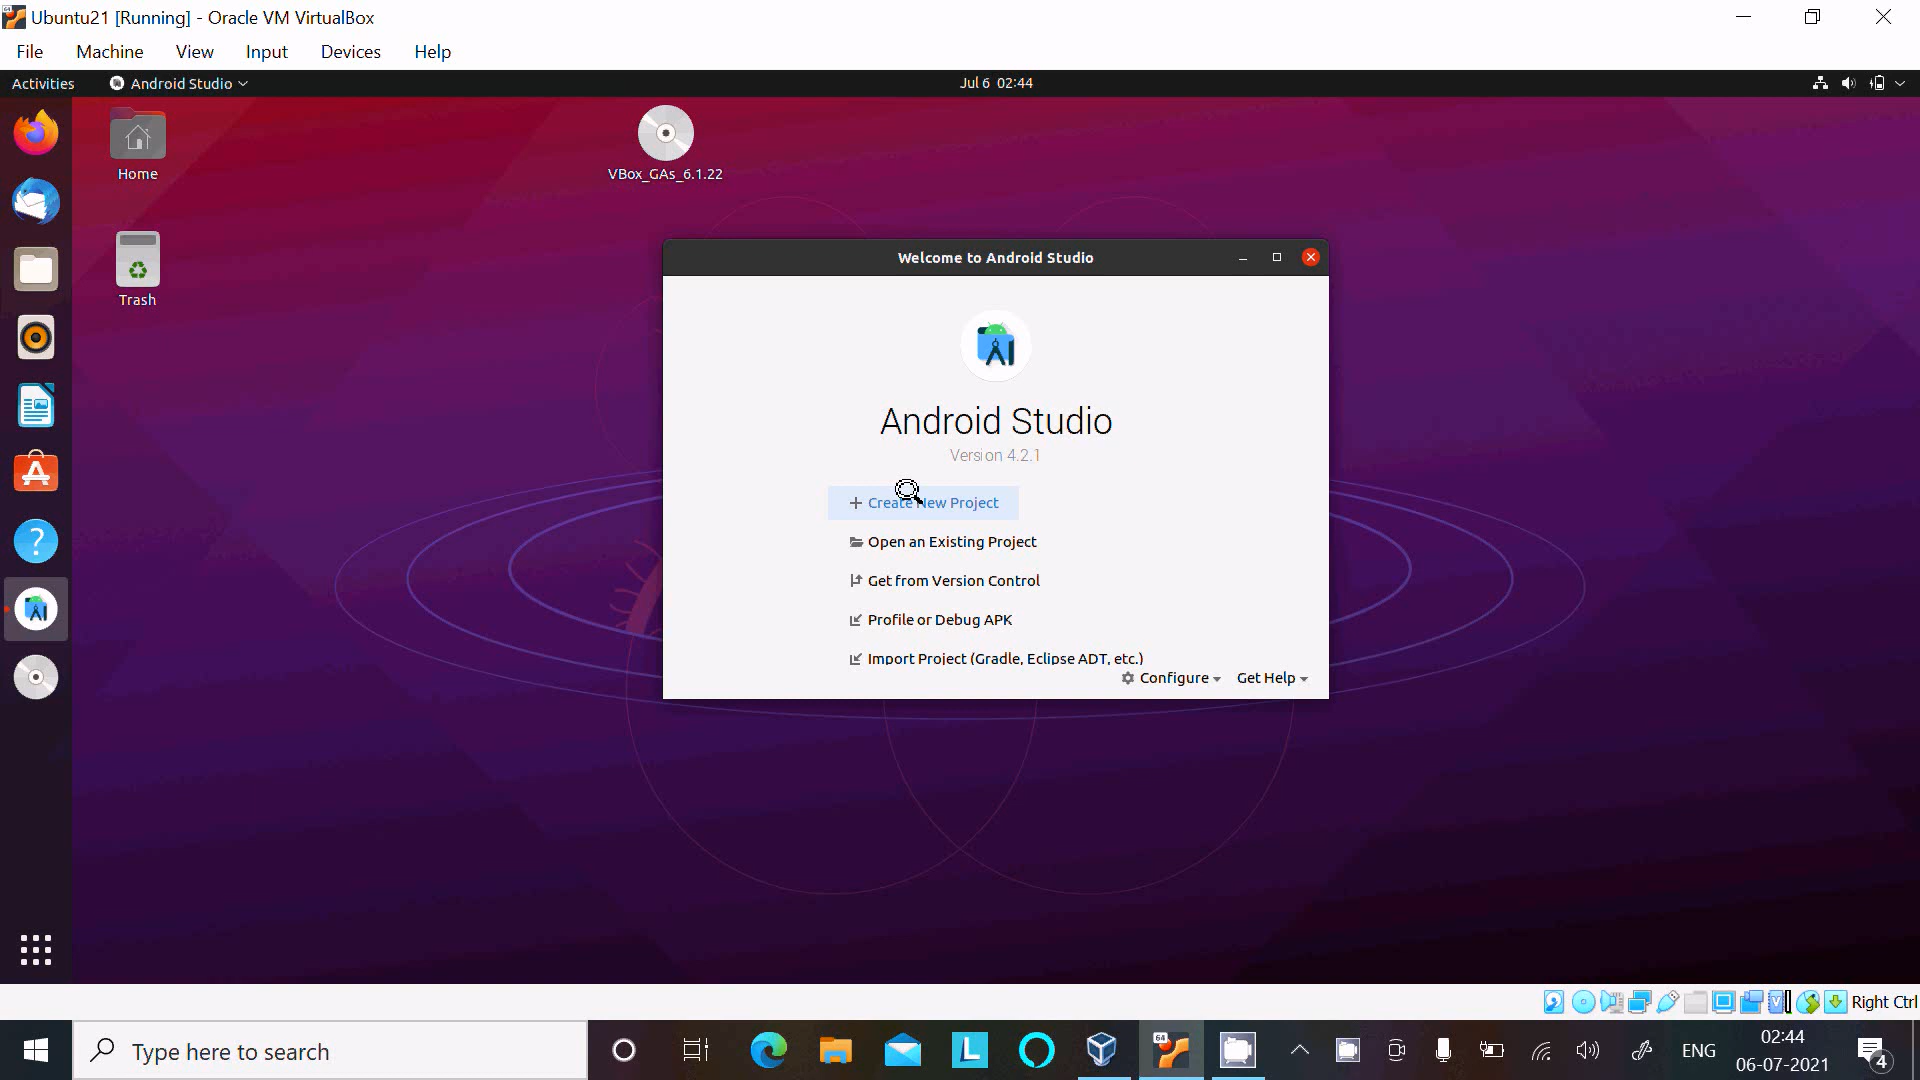 Ubuntu21 [Running] - Oracle VM VirtualBox
File Machine View Input Devices Help
Activities Android Studio Jul 6 02:44
Home
VBox_GAs_6.1.22
Trash
Welcome to Android Studio
Android Studio
Version 4.2.1
Create New Project
Open an Existing Project
Get from Version Control
Profile or Debug APK
Import Project (Gradle, Eclipse ADT, etc.)
Configure Get Help
Right Ctrl
Type here to search
L
64
ENG
02:44
06-07-2021
4